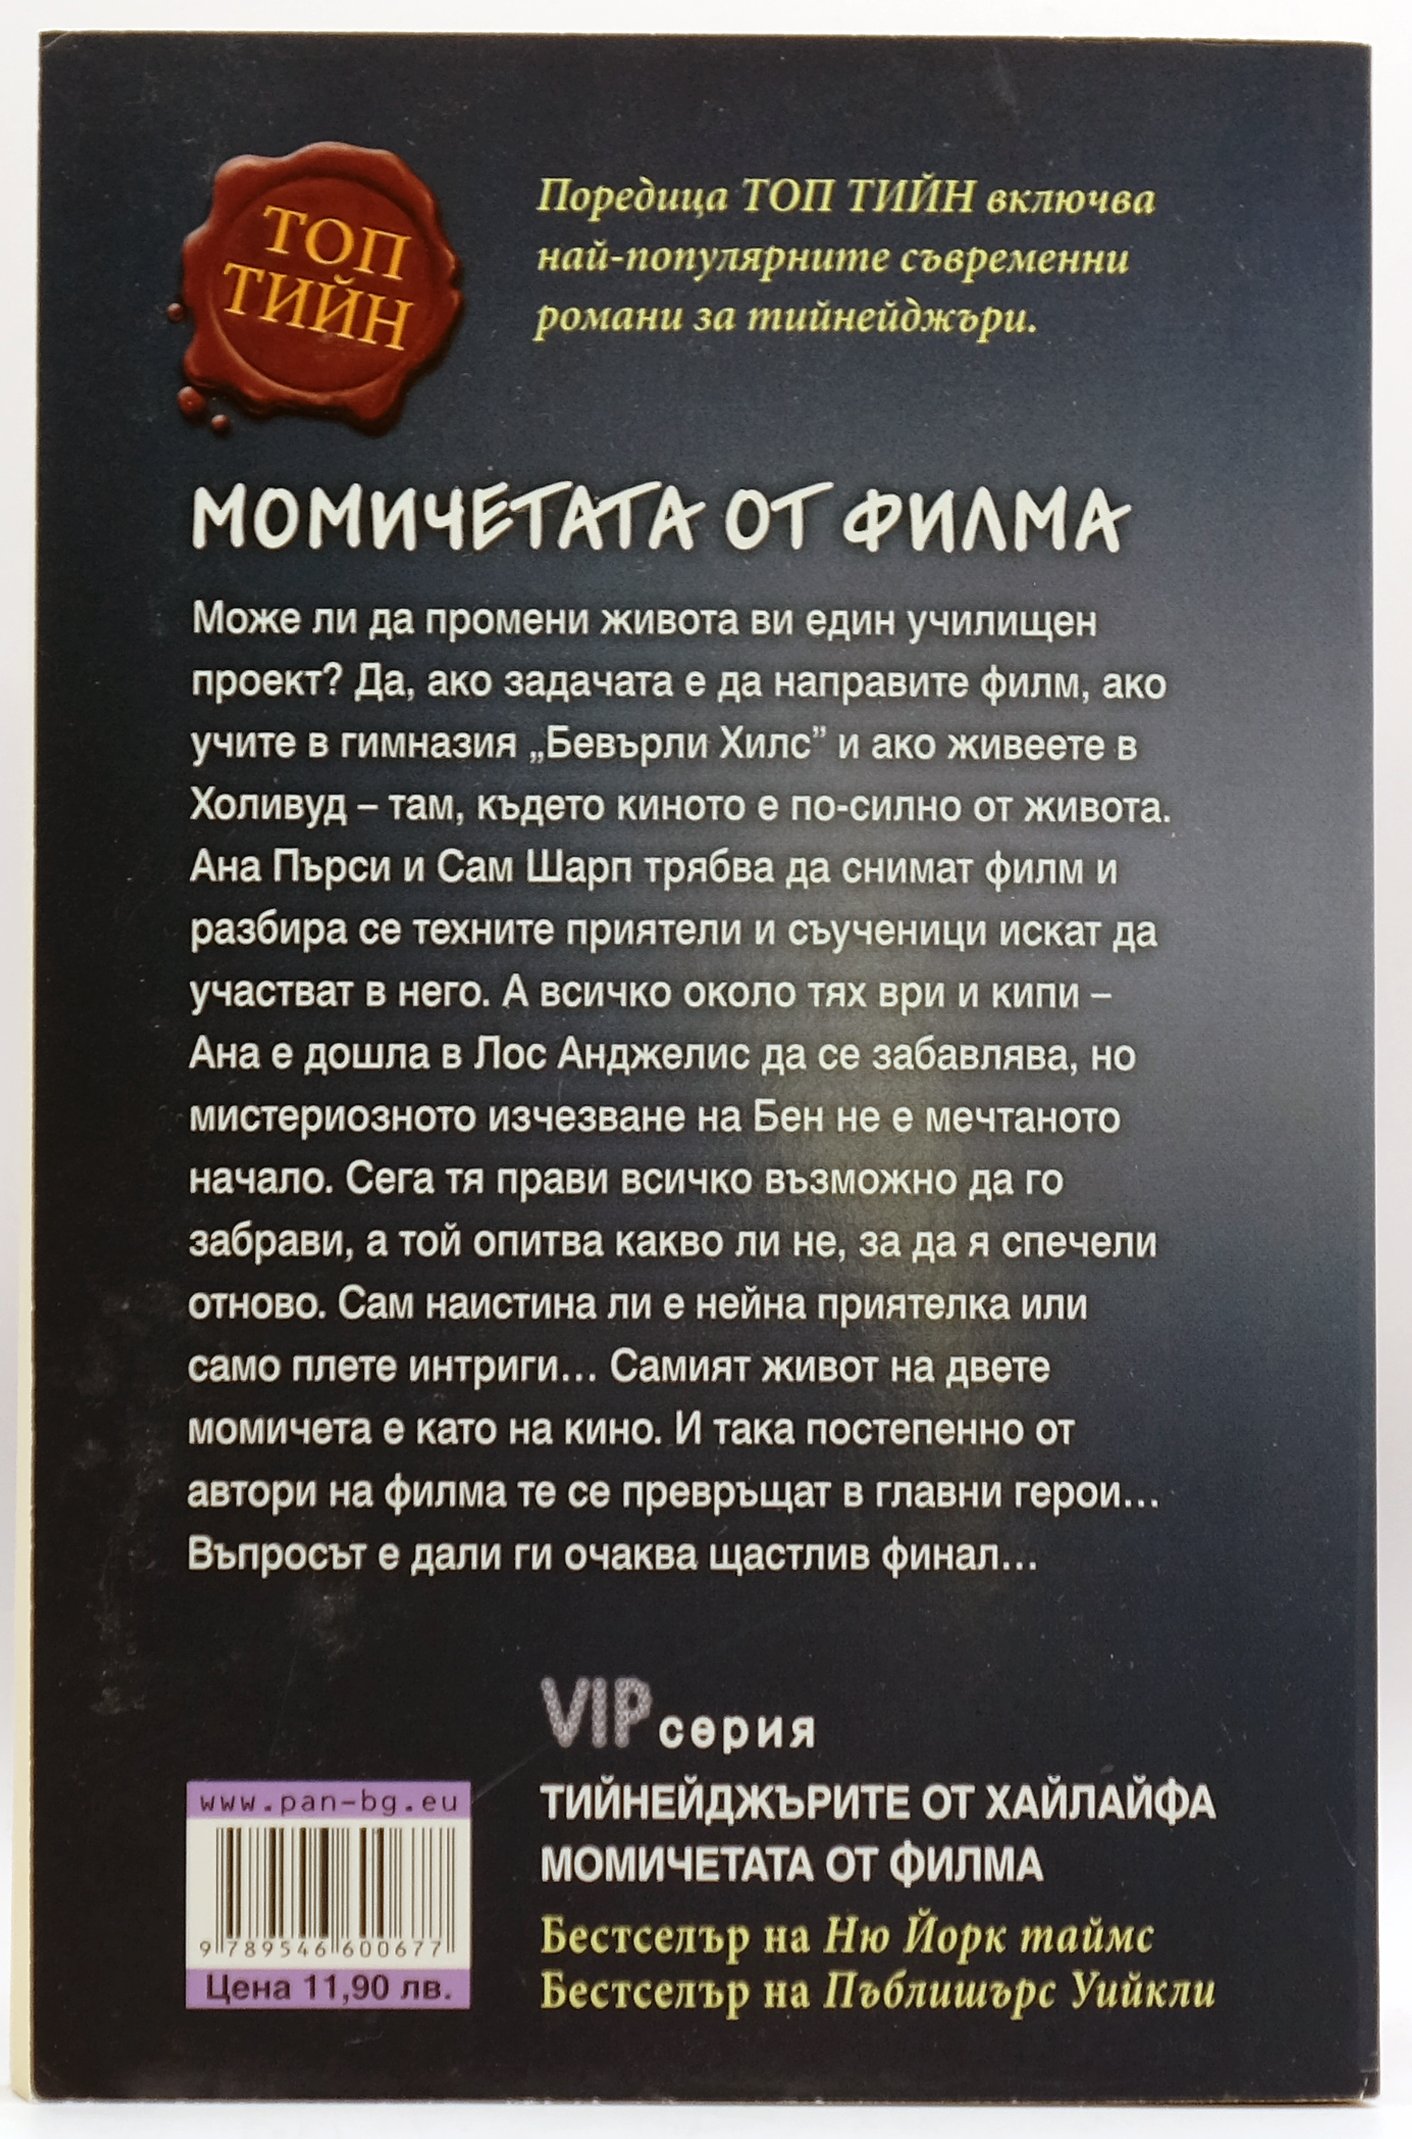 ТОП
ТИЙН
Поредица ТОП ТИЙН включва
най-популярните съвременни
романи за тийнейджъри.
МОМИЧЕТАТА ОТ ФИЛМА
Може ли да промени живота ви един училищен
проект? Да, ако задачата е да направите филм, ако
учите в гимназия „Бевърли Хилс” и ако живеете в
Холивуд – там, където киното е по-силно от живота.
Ана Пърси и Сам Шарп трябва да снимат филм и
разбира се техните приятели и съученици искат да
участват в него. А всичко около тях ври и кипи –
Ана е дошла в Лос Анджелис да се забавлява, но
мистериозното изчезване на Бен не е мечтаното
начало. Сега тя прави всичко възможно да го
забрави, а той опитва какво ли не, за да я спечели
отново. Сам наистина ли е нейна приятелка или
само плете интриги... Самият живот на двете
момичета е като на кино. И така постепенно от
автори на филма те се превръщат в главни герои...
Въпросът е дали ги очаква щастлив финал...
VIP серия
ТИЙНЕЙДЖЪРИТЕ ОТ ХАЙЛАЙФА
МОМИЧЕТАТА ОТ ФИЛМА
Бестселър на Ню Йорк таймс
Бестселър на Пъблишърс Уийкли
www.pan-bg.eu
9 789546 600677
Цена 11,90 лв.